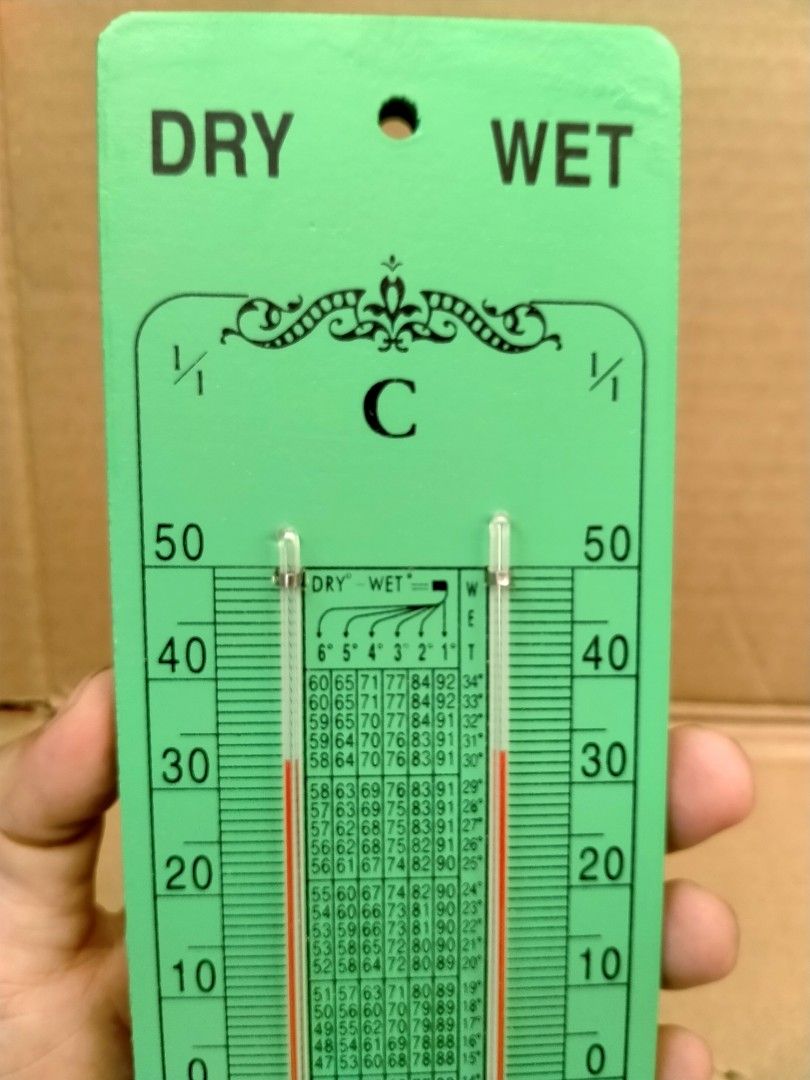 DRY WET
1/1 1/1
C
50 50
DRY° - WET° = W
E
6° 5° 4° 3° 2° 1° T
40 40
60 65 71 77 84 92 34°
60 65 71 77 84 92 33°
59 65 70 77 84 91 32°
59 64 70 76 83 91 31°
58 64 70 76 83 91 30°
30 30
58 63 69 76 83 91 29°
57 63 69 75 83 91 28°
57 62 68 75 83 91 27°
56 62 68 75 82 91 26°
56 61 67 74 82 90 25°
20 20
55 60 67 74 82 90 24°
54 60 66 73 81 90 23°
53 59 66 73 81 90 22°
53 58 65 72 80 90 21°
52 58 64 72 80 89 20°
10 10
51 57 63 71 80 89 19°
50 56 60 70 79 89 18°
49 55 62 70 79 89 17°
48 54 61 69 78 88 16°
47 53 60 68 78 88 15°
0 0